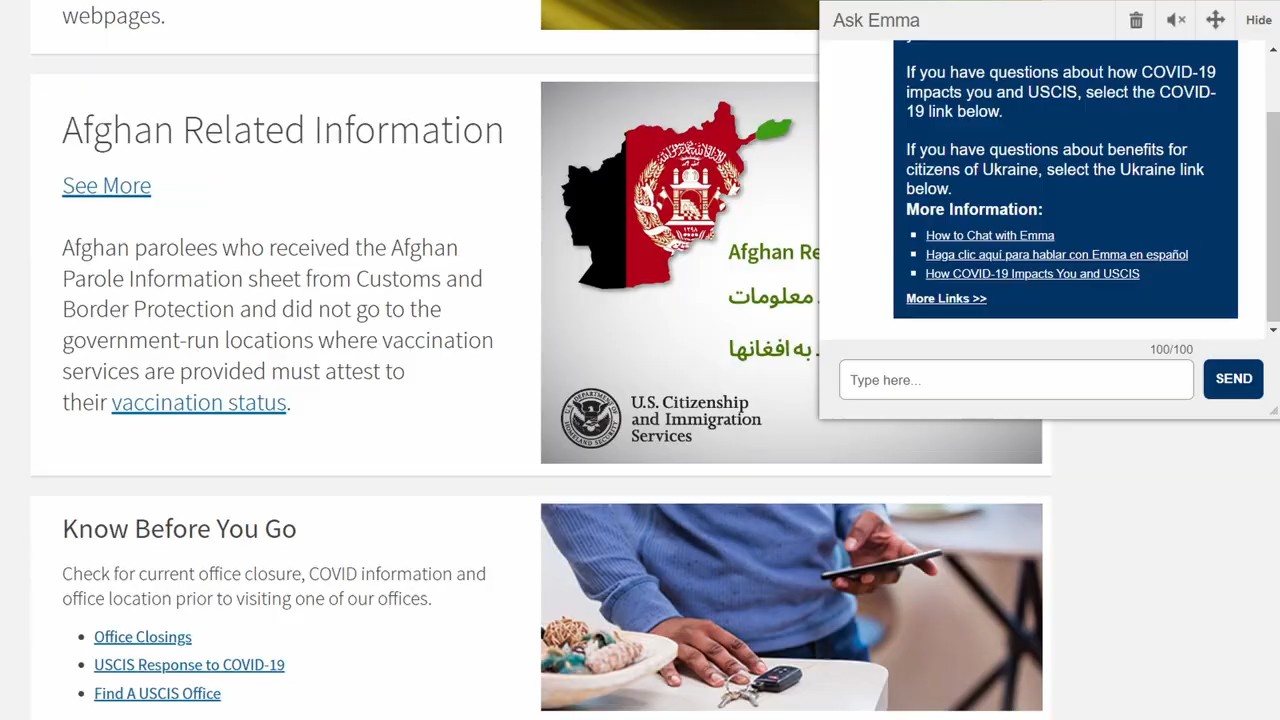 webpages.
Afghan Related Information
See More
Afghan parolees who received the Afghan
Parole Information sheet from Customs and
Border Protection and did not go to the
government-run locations where vaccination
services are provided must attest to
their vaccination status.
Afghan Re
معلومات
به افغانها
U.S. Citizenship
and Immigration
Services
Know Before You Go
Check for current office closure, COVID information and
office location prior to visiting one of our offices.
• Office Closings
• USCIS Response to COVID-19
• Find A USCIS Office
Ask Emma
Hide
If you have questions about how COVID-19
impacts you and USCIS, select the COVID-
19 link below.
If you have questions about benefits for
citizens of Ukraine, select the Ukraine link
below.
More Information:
How to Chat with Emma
Haga clic aquí para hablar con Emma en español
How COVID-19 Impacts You and USCIS
More Links >>
100/100
Type here...
SEND